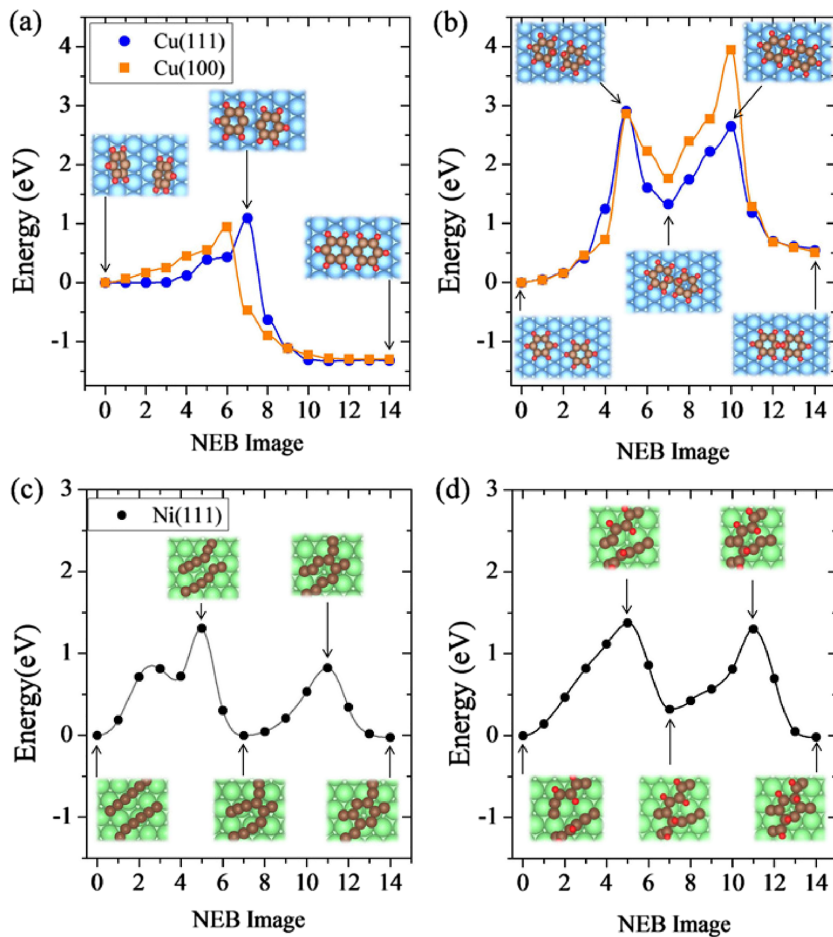 (a)
Cu(111)
Cu(100)
4
3
2
1
0
-1
Energy (eV)
0 2 4 6 8 10 12 14
NEB Image
(b)
4
3
2
1
0
-1
Energy (eV)
0 2 4 6 8 10 12 14
NEB Image
(c)
Ni(111)
3
2
1
0
-1
Energy(eV)
0 2 4 6 8 10 12 14
NEB Image
(d)
3
2
1
0
-1
Energy (eV)
0 2 4 6 8 10 12 14
NEB Image